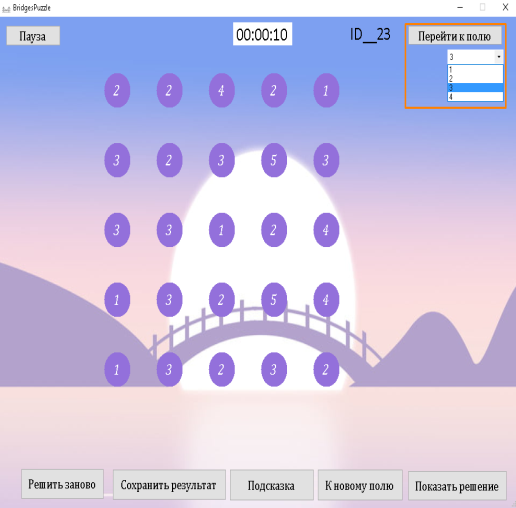 BridgesPuzzle
Пауза
00:00:10
ID__23
Перейти к полю
3
1
2
3
4
2 2 4 2 1
3 2 3 5 3
3 3 1 2 4
1 3 2 5 4
1 3 2 3 2
Решить заново
Сохранить результат
Подсказка
К новому полю
Показать решение